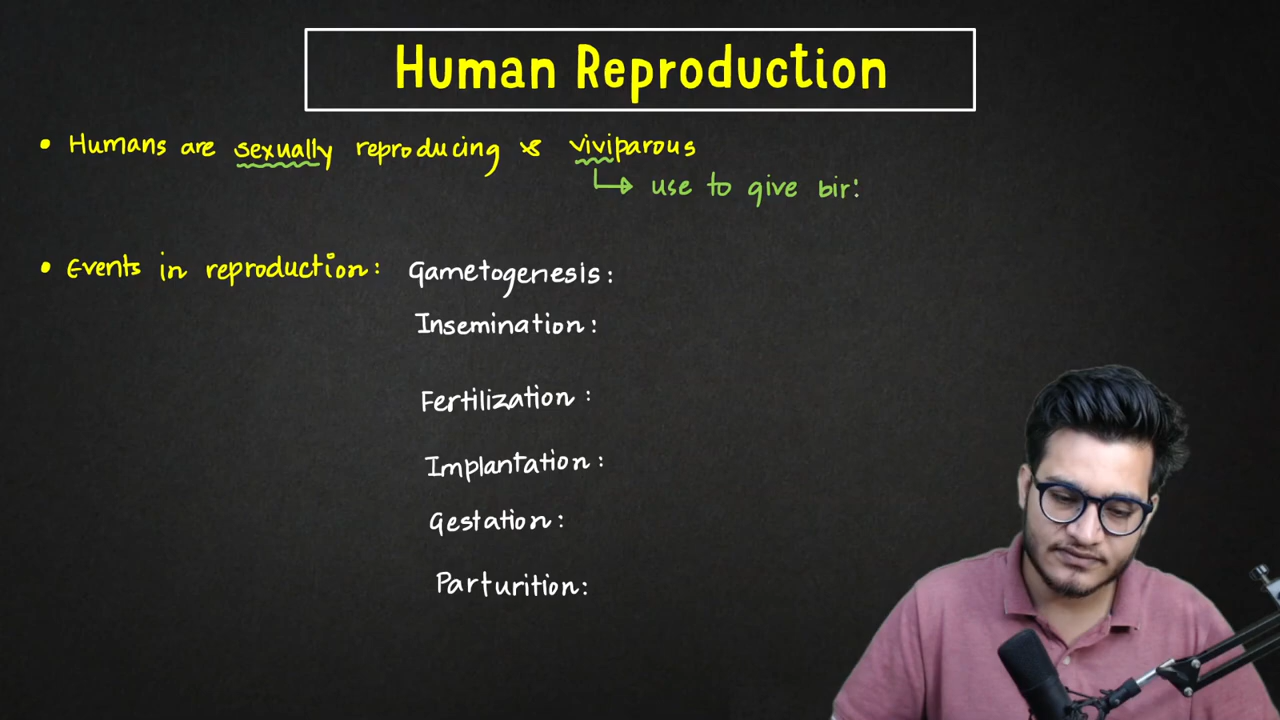 Human Reproduction
• Humans are sexually reproducing & viviparous
↳ use to give bir
• Events in reproduction: Gametogenesis:
Insemination:
Fertilization:
Implantation:
Gestation:
Parturition: